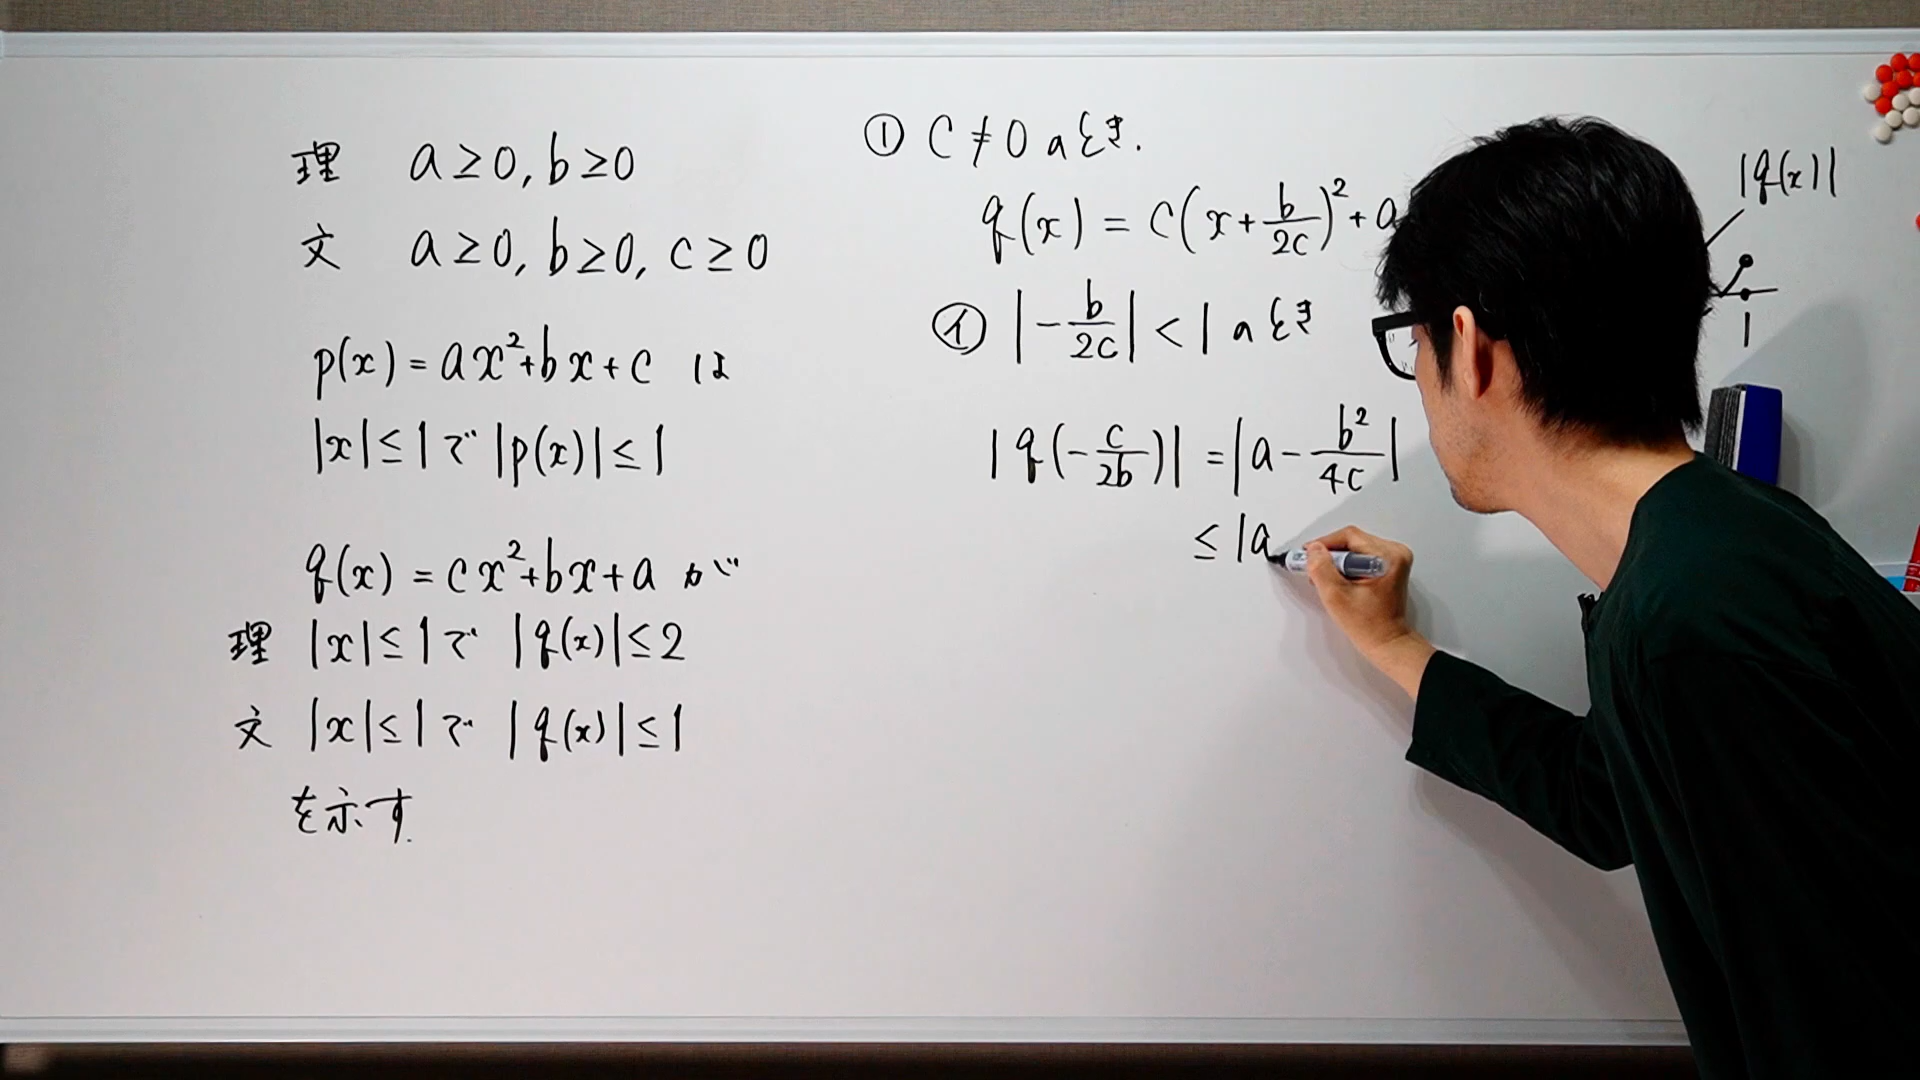 理 a≥0, b≥0
文 a≥0, b≥0, c≥0
p(x)=ax²+bx+c は
|x|≤1で |p(x)|≤1
q(x)=cx²+bx+a が
理 |x|≤1で |q(x)|≤2
文 |x|≤1で |q(x)|≤1
を示す.
① C≠0のとき.
q(x)=c(x+b/2c)²+a
㋑ |-b/2c|<1のとき
|q(-c/2b)|=|a-b²/4c|
≤|a
|q(x)|
1